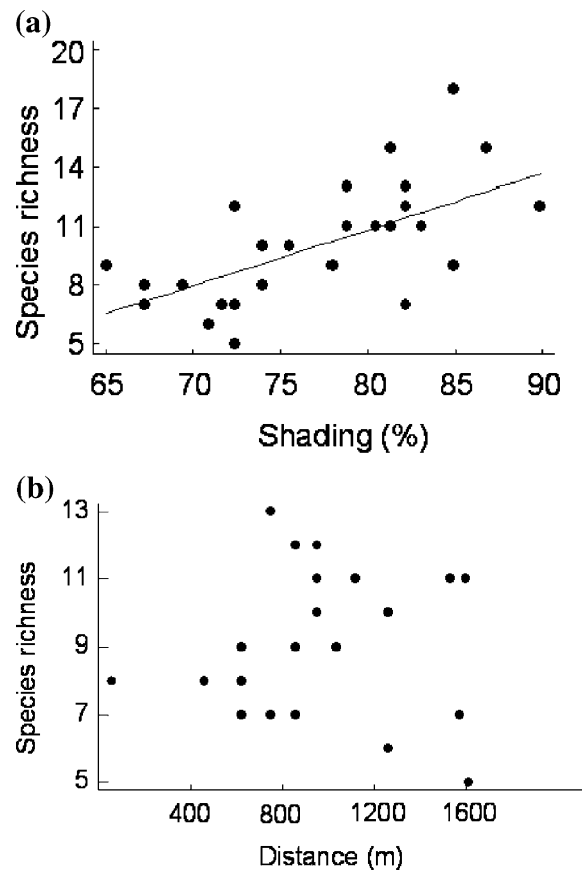 (a)
Species richness
20
17
14
11
8
5
65 70 75 80 85 90
Shading (%)
(b)
Species richness
13
11
9
7
5
400 800 1200 1600
Distance (m)